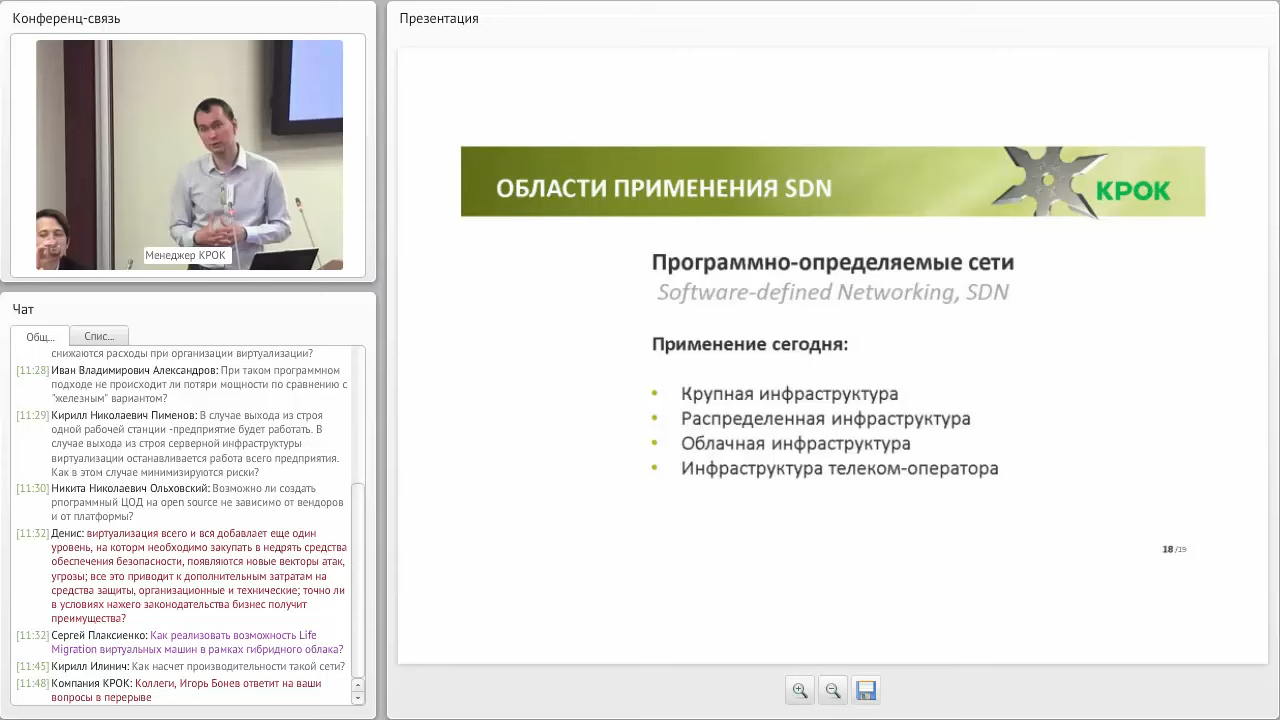 Конференц-связь
Менеджер КРОК
Чат
Общ...
Спис...
снижаются расходы при организации виртуализации?
[11:28] Иван Владимирович Александров: При таком программном
подходе не происходит ли потяри мощности по сравнению с
"железным" вариантом?
[11:29] Кирилл Николаевич Пименов: В случае выхода из строя
одной рабочей станции -предприятие будет работать. В
случае выхода из строя серверной инфраструктуры
виртуализации останавливается работа всего предприятия.
Как в этом случае минимизируются риски?
[11:30] Никита Николаевич Ольховский: Возможно ли создать
рпограммный ЦОД на open source не зависимо от вендоров
и от платформы?
[11:32] Денис: виртуализация всего и вся добавлает еще один
уровень, на которм необходимо закупать в недрять средства
обеспечения безопасности, появляются новые векторы атак,
угрозы; все это приводит к дополнительным затратам на
средства защиты, организационные и технические; точно ли
в условиях нажего законодательства бизнес получит
преимущества?
[11:32] Сергей Плаксиенко: Как реализовать возможность Life
Migration виртуальных машин в рамках гибридного облака?
[11:45] Кирилл Илинич: Как насчет производительности такой сети?
[11:48] Компания КРОК: Коллеги, Игорь Бонев ответит на ваши
вопросы в перерыве
Презентация
ОБЛАСТИ ПРИМЕНЕНИЯ SDN
КРОК
Программно-определяемые сети
Software-defined Networking, SDN
Применение сегодня:
• Крупная инфраструктура
• Распределенная инфраструктура
• Облачная инфраструктура
• Инфраструктура телеком-оператора
18/19